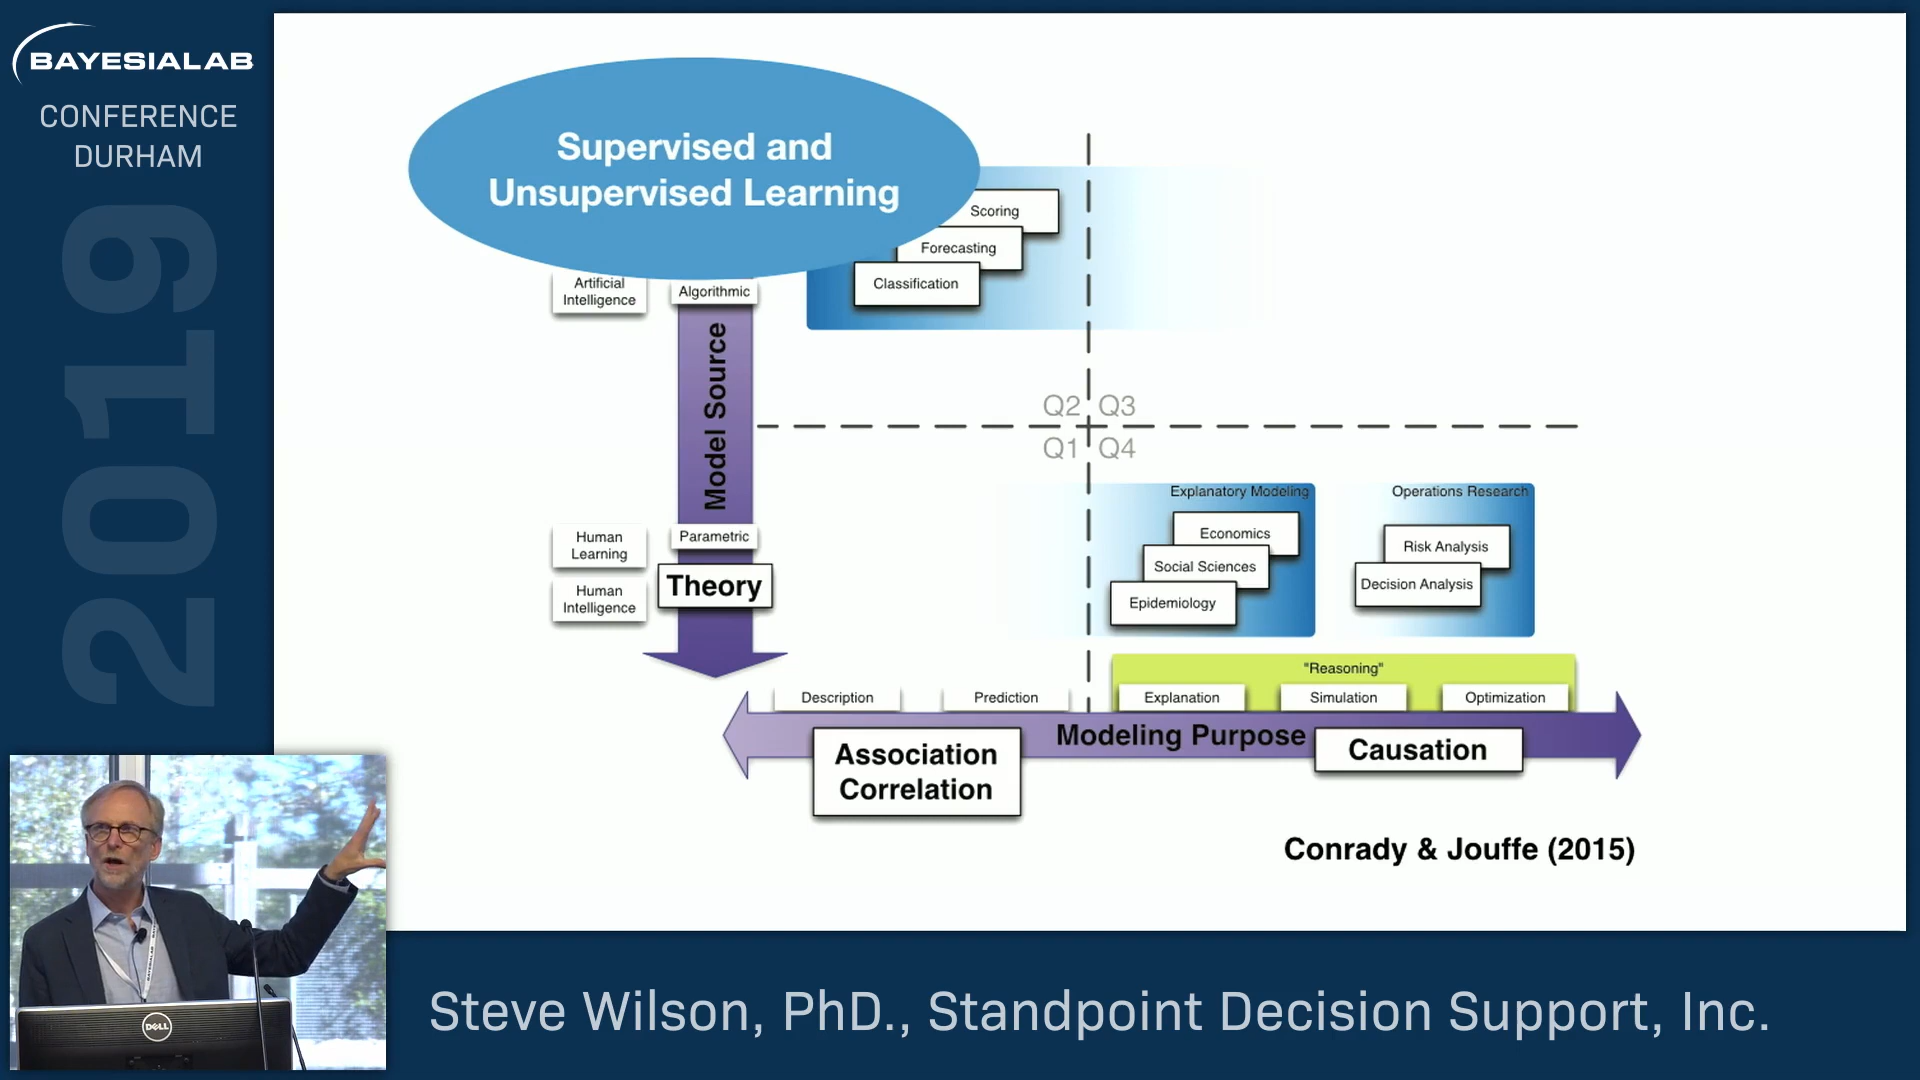 BAYESIALAB
CONFERENCE
DURHAM
2019
Supervised and
Unsupervised Learning
Scoring
Forecasting
Classification
Artificial
Intelligence
Algorithmic
Model Source
Q2
Q3
Q1
Q4
Human
Learning
Parametric
Human
Intelligence
Theory
Explanatory Modeling
Economics
Social Sciences
Epidemiology
Operations Research
Risk Analysis
Decision Analysis
"Reasoning"
Description
Prediction
Explanation
Simulation
Optimization
Modeling Purpose
Association
Correlation
Causation
Conrady & Jouffe (2015)
DELL
Steve Wilson, PhD., Standpoint Decision Support, Inc.